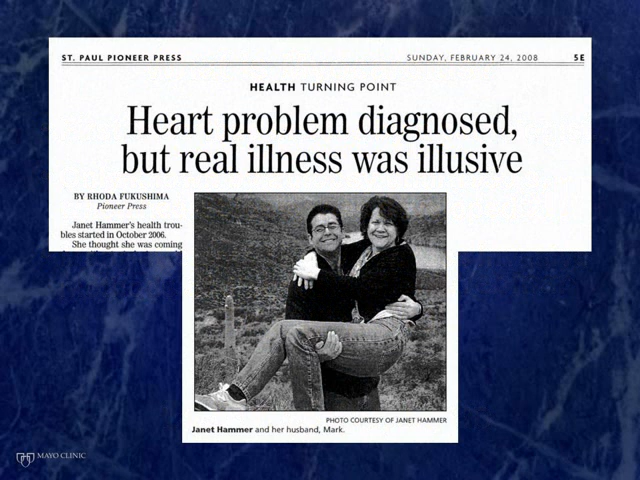 ST. PAUL PIONEER PRESS SUNDAY, FEBRUARY 24, 2008 5E
HEALTH TURNING POINT
Heart problem diagnosed,
but real illness was illusive
BY RHODA FUKUSHIMA
Pioneer Press
Janet Hammer's health trou-
bles started in October 2006.
She thought she was coming
PHOTO COURTESY OF JANET HAMMER
Janet Hammer and her husband, Mark.
MAYO CLINIC